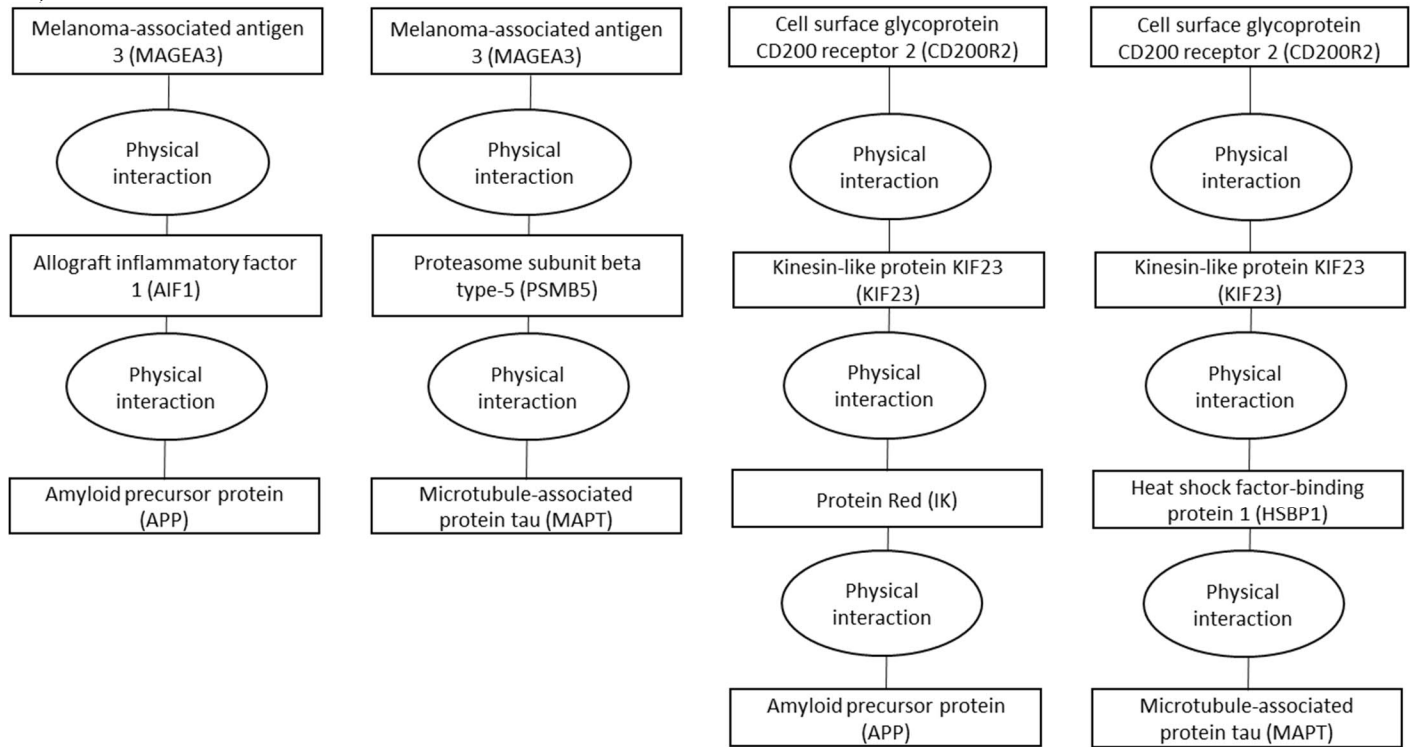 Melanoma-associated antigen
3 (MAGEA3)
Physical
interaction
Allograft inflammatory factor
1 (AIF1)
Physical
interaction
Amyloid precursor protein
(APP)
Melanoma-associated antigen
3 (MAGEA3)
Physical
interaction
Proteasome subunit beta
type-5 (PSMB5)
Physical
interaction
Microtubule-associated
protein tau (MAPT)
Cell surface glycoprotein
CD200 receptor 2 (CD200R2)
Physical
interaction
Kinesin-like protein KIF23
(KIF23)
Physical
interaction
Protein Red (IK)
Physical
interaction
Amyloid precursor protein
(APP)
Cell surface glycoprotein
CD200 receptor 2 (CD200R2)
Physical
interaction
Kinesin-like protein KIF23
(KIF23)
Physical
interaction
Heat shock factor-binding
protein 1 (HSBP1)
Physical
interaction
Microtubule-associated
protein tau (MAPT)